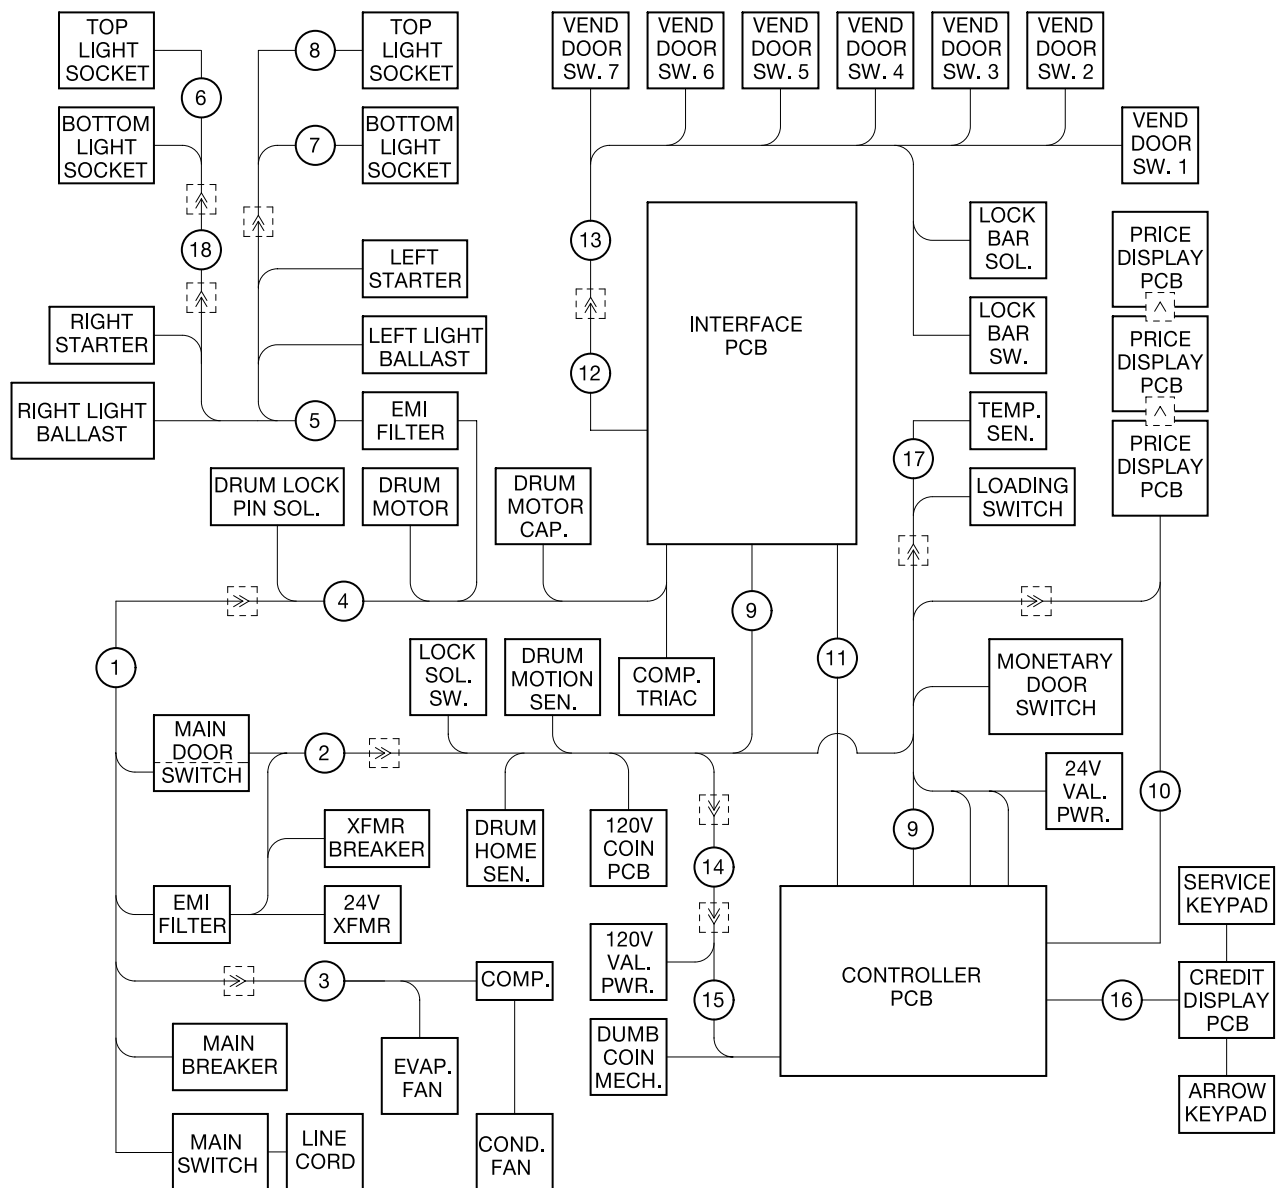 TOP
LIGHT
SOCKET
8
TOP
LIGHT
SOCKET
VEND
DOOR
SW. 7
VEND
DOOR
SW. 6
VEND
DOOR
SW. 5
VEND
DOOR
SW. 4
VEND
DOOR
SW. 3
VEND
DOOR
SW. 2
6
BOTTOM
LIGHT
SOCKET
7
BOTTOM
LIGHT
SOCKET
VEND
DOOR
SW. 1
18
13
LEFT
STARTER
LOCK
BAR
SOL.
PRICE
DISPLAY
PCB
RIGHT
STARTER
LEFT LIGHT
BALLAST
INTERFACE
PCB
LOCK
BAR
SW.
PRICE
DISPLAY
PCB
12
RIGHT LIGHT
BALLAST
5
EMI
FILTER
TEMP.
SEN.
PRICE
DISPLAY
PCB
17
DRUM LOCK
PIN SOL.
DRUM
MOTOR
DRUM
MOTOR
CAP.
LOADING
SWITCH
4
9
1
11
LOCK
SOL.
SW.
DRUM
MOTION
SEN.
COMP.
TRIAC
MONETARY
DOOR
SWITCH
MAIN
DOOR
SWITCH
2
24V
VAL.
PWR.
10
XFMR
BREAKER
DRUM
HOME
SEN.
120V
COIN
PCB
14
9
EMI
FILTER
24V
XFMR
SERVICE
KEYPAD
120V
VAL.
PWR.
CONTROLLER
PCB
3
COMP.
15
16
CREDIT
DISPLAY
PCB
MAIN
BREAKER
EVAP.
FAN
DUMB
COIN
MECH.
ARROW
KEYPAD
MAIN
SWITCH
LINE
CORD
COND.
FAN